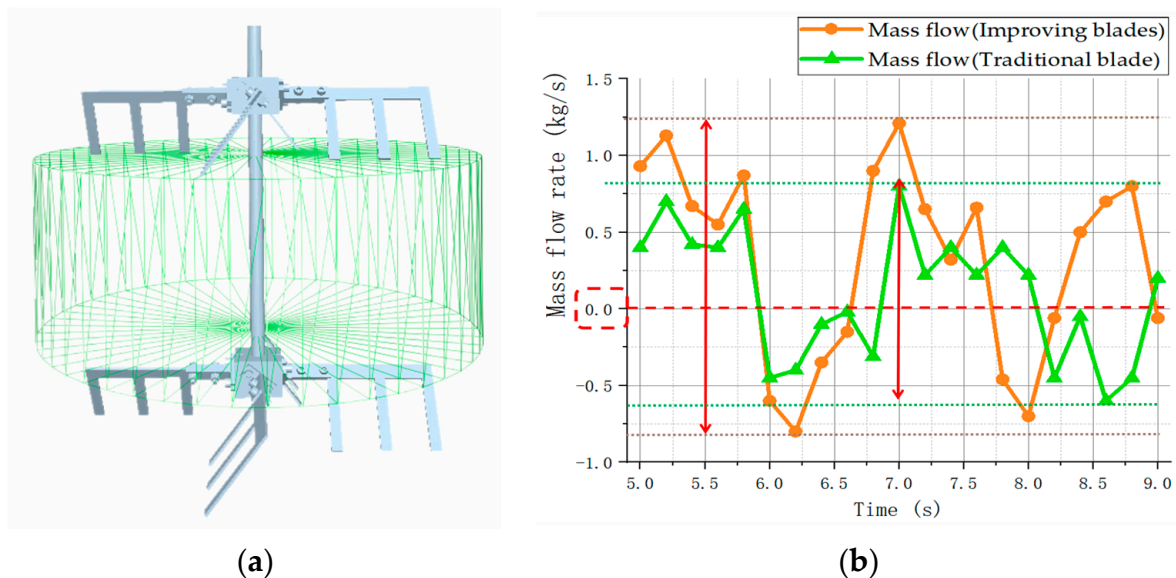 Mass flow(Improving blades)
Mass flow(Traditional blade)
Mass flow rate (kg/s)
1.5
1.0
0.5
0.0
-0.5
-1.0
5.0 5.5 6.0 6.5 7.0 7.5 8.0 8.5 9.0
Time (s)
(a) (b)